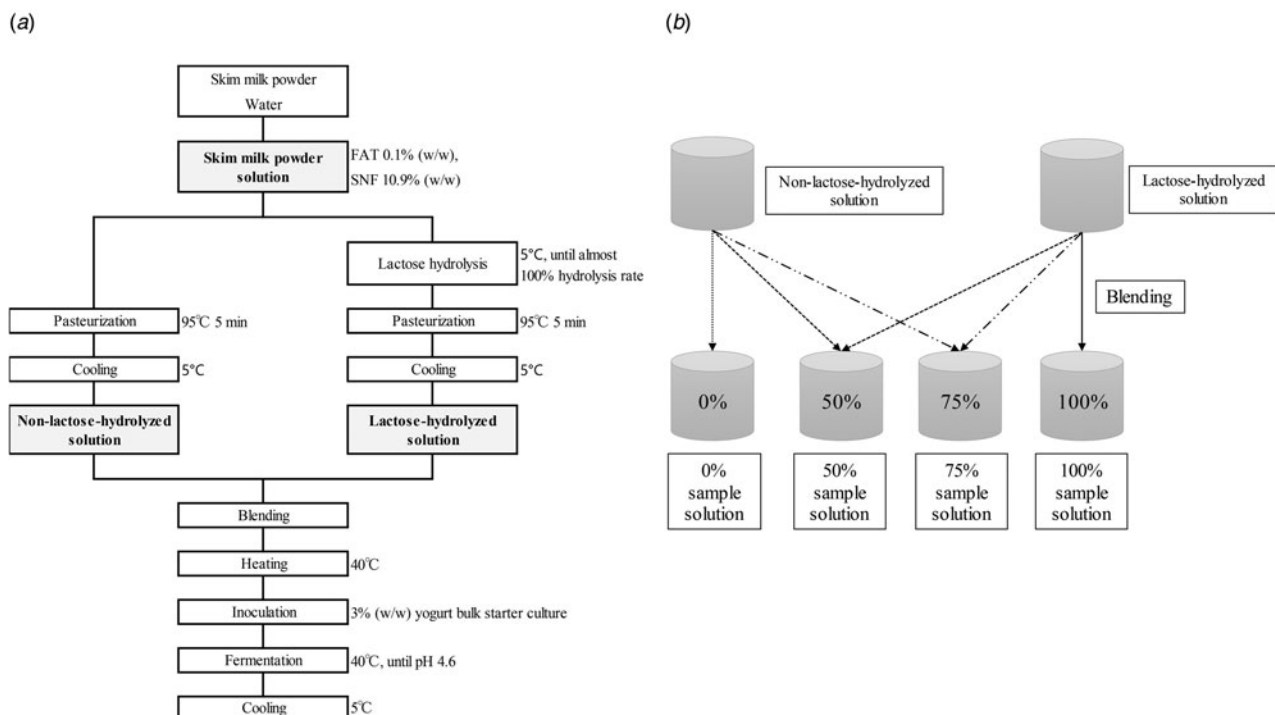 (a)
Skim milk powder
Water
Skim milk powder
solution
FAT 0.1% (w/w),
SNF 10.9% (w/w)
Lactose hydrolysis
5℃, until almost
100% hydrolysis rate
Pasteurization
95℃ 5 min
Pasteurization
95℃ 5 min
Cooling
5℃
Cooling
5℃
Non-lactose-hydrolyzed
solution
Lactose-hydrolyzed
solution
Blending
Heating
40℃
Inoculation
3% (w/w) yogurt bulk starter culture
Fermentation
40℃, until pH 4.6
Cooling
5℃
(b)
Non-lactose-hydrolyzed
solution
Lactose-hydrolyzed
solution
Blending
0%
50%
75%
100%
0%
sample
solution
50%
sample
solution
75%
sample
solution
100%
sample
solution